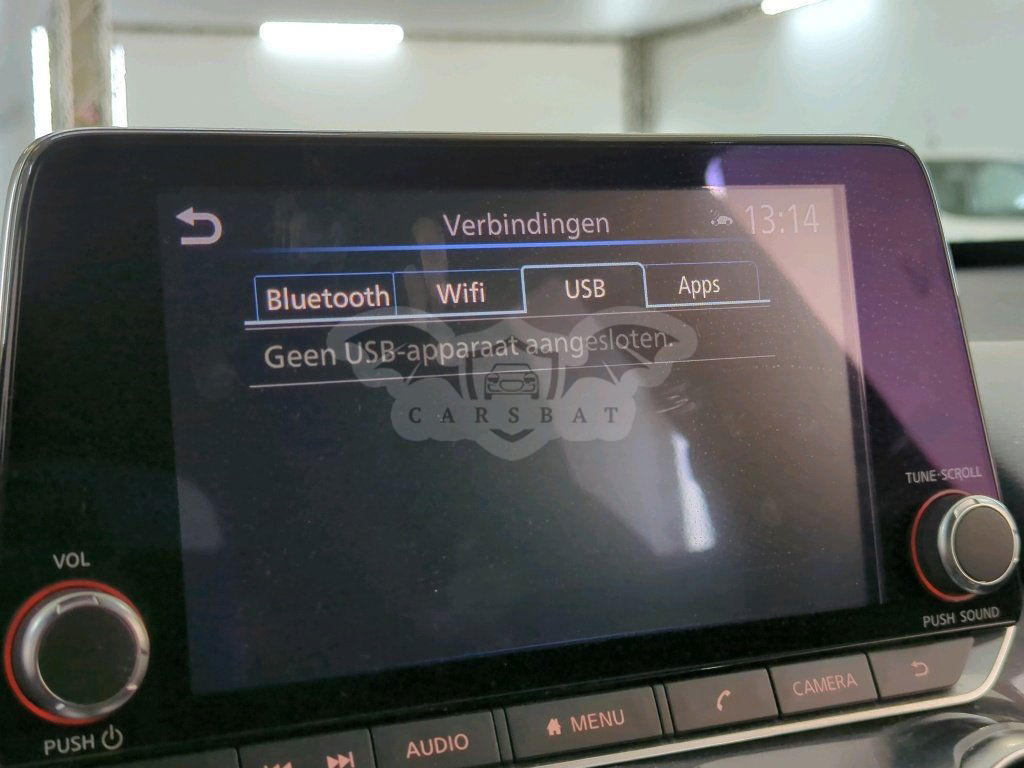 Verbindingen 13:14
Bluetooth Wifi USB Apps
Geen USB-apparaat aangesloten.
CARSBAT
TUNE·SCROLL
VOL
PUSH SOUND
PUSH
AUDIO MENU CAMERA